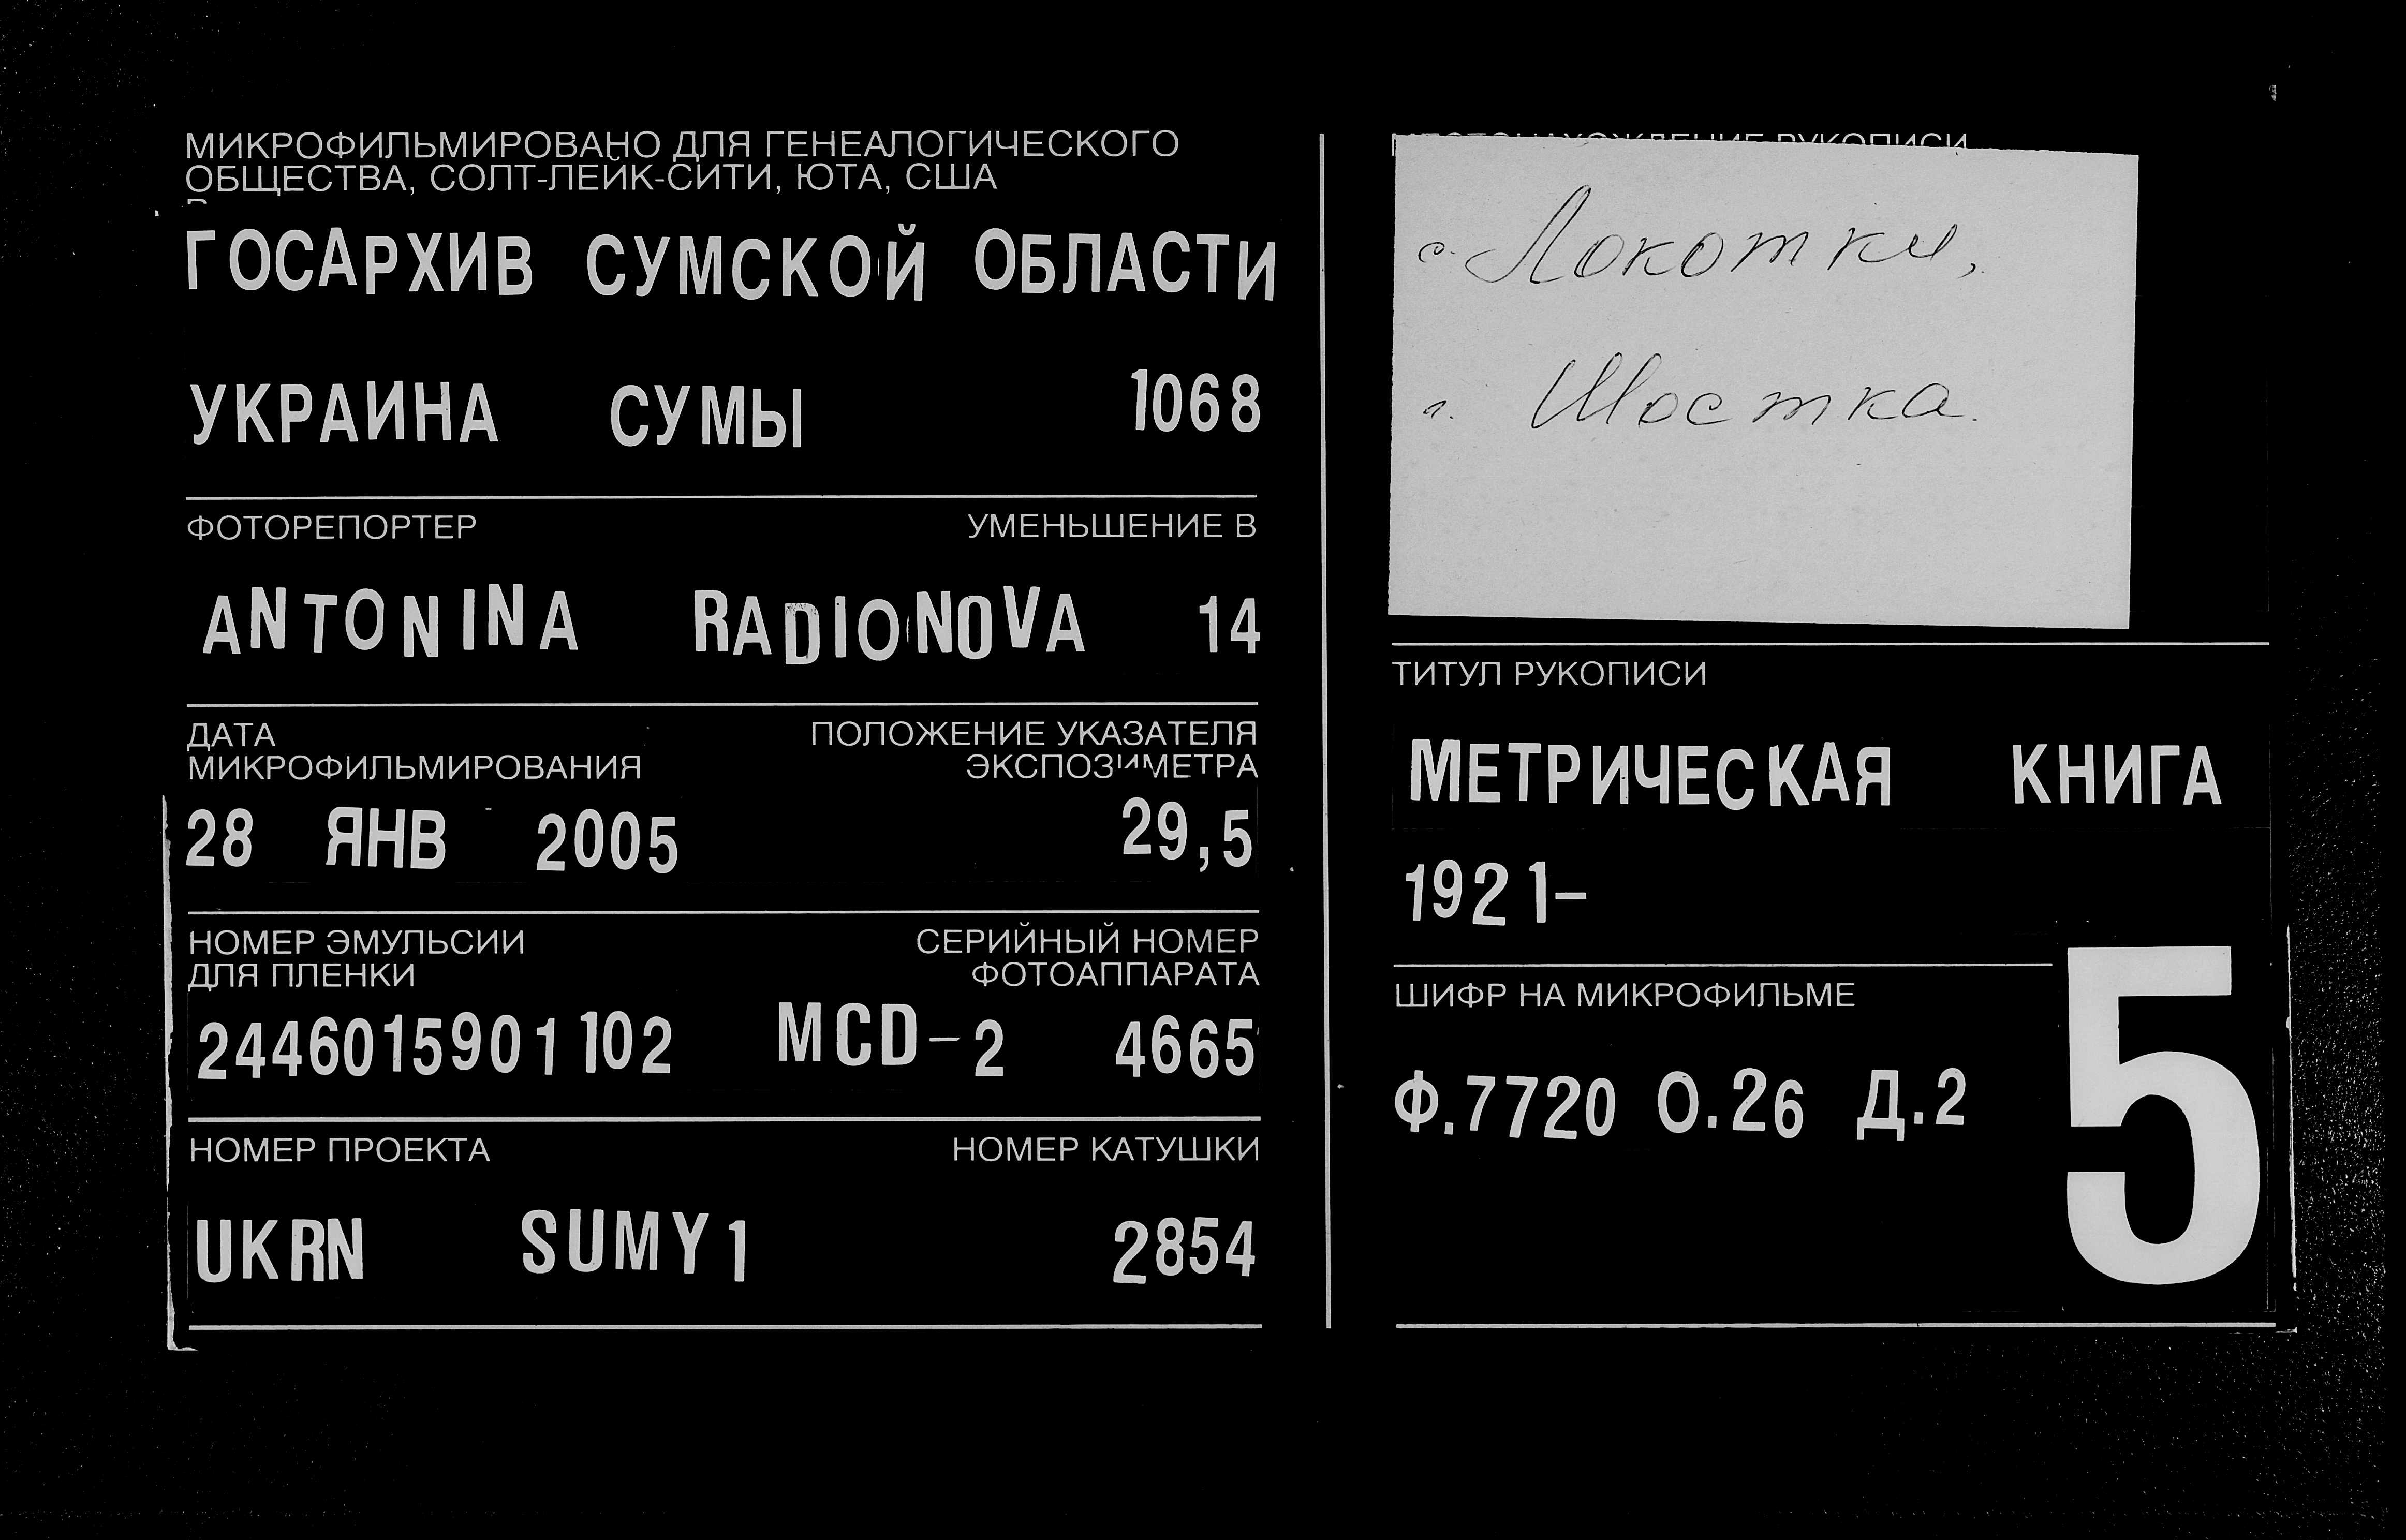 МИКРОФИЛЬМИРОВАНО ДЛЯ ГЕНЕАЛОГИЧЕСКОГО
ОБЩЕСТВА, СОЛТ-ЛЕЙК-СИТИ, ЮТА, США
ГОСАРХИВ СУМСКОЙ ОБЛАСТИ
УКРАИНА СУМЫ 1068
ФОТОРЕПОРТЕР УМЕНЬШЕНИЕ В
ANTONINA RADIONOVA 14
ДАТА ПОЛОЖЕНИЕ УКАЗАТЕЛЯ
МИКРОФИЛЬМИРОВАНИЯ ЭКСПОЗИМЕТРА
28 ЯНВ 2005 29,5
НОМЕР ЭМУЛЬСИИ СЕРИЙНЫЙ НОМЕР
ДЛЯ ПЛЕНКИ ФОТОАППАРАТА
2446015901102 MCD-2 4665
НОМЕР ПРОЕКТА НОМЕР КАТУШКИ
UKRN SUMY1 2854
МЕСТОНАХОЖДЕНИЕ РУКОПИСИ
с. Локотки,
г. Шостка.
ТИТУЛ РУКОПИСИ
МЕТРИЧЕСКАЯ КНИГА
1921-
ШИФР НА МИКРОФИЛЬМЕ
Ф.7720 О.26 Д.2
5